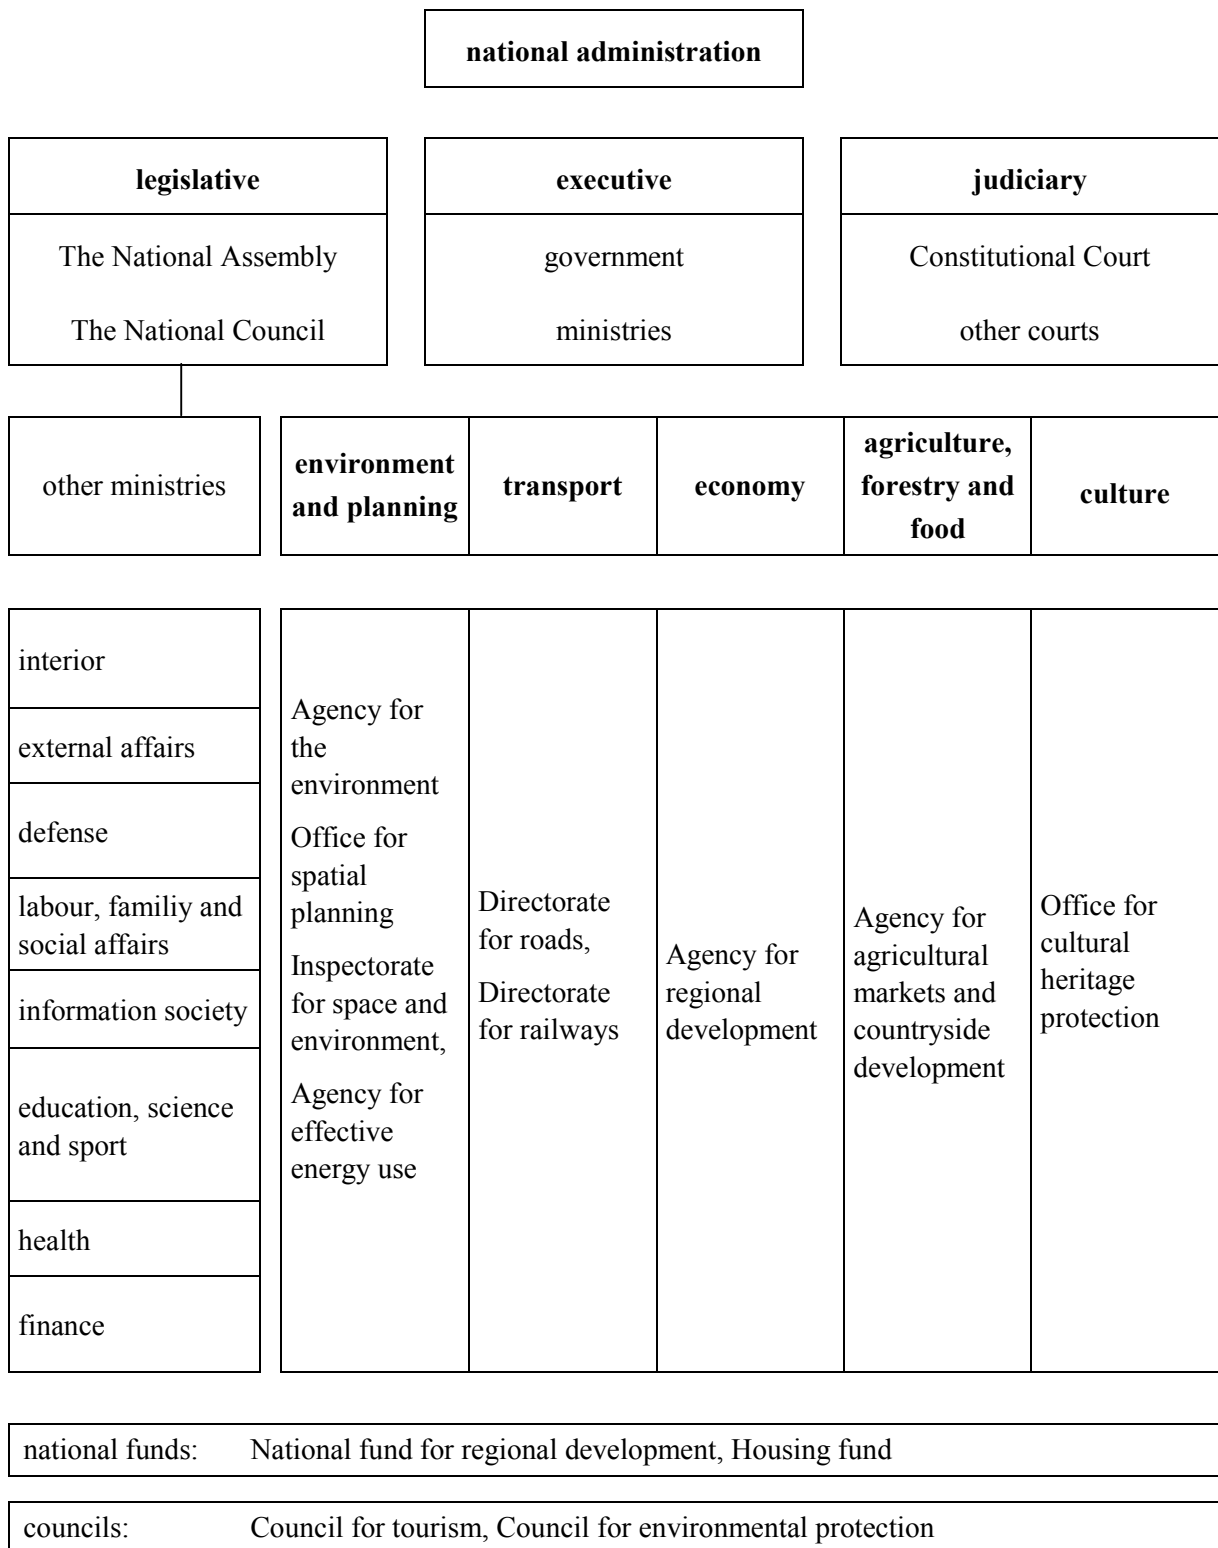 national administration
legislative
The National Assembly
The National Council
executive
government
ministries
judiciary
Constitutional Court
other courts
other ministries
environment
and planning
transport
economy
agriculture,
forestry and
food
culture
interior
external affairs
defense
labour, familiy and
social affairs
information society
education, science
and sport
health
finance
Agency for
the
environment
Office for
spatial
planning
Inspectorate
for space and
environment,
Agency for
effective
energy use
Directorate
for roads,
Directorate
for railways
Agency for
regional
development
Agency for
agricultural
markets and
countryside
development
Office for
cultural
heritage
protection
national funds: National fund for regional development, Housing fund
councils: Council for tourism, Council for environmental protection